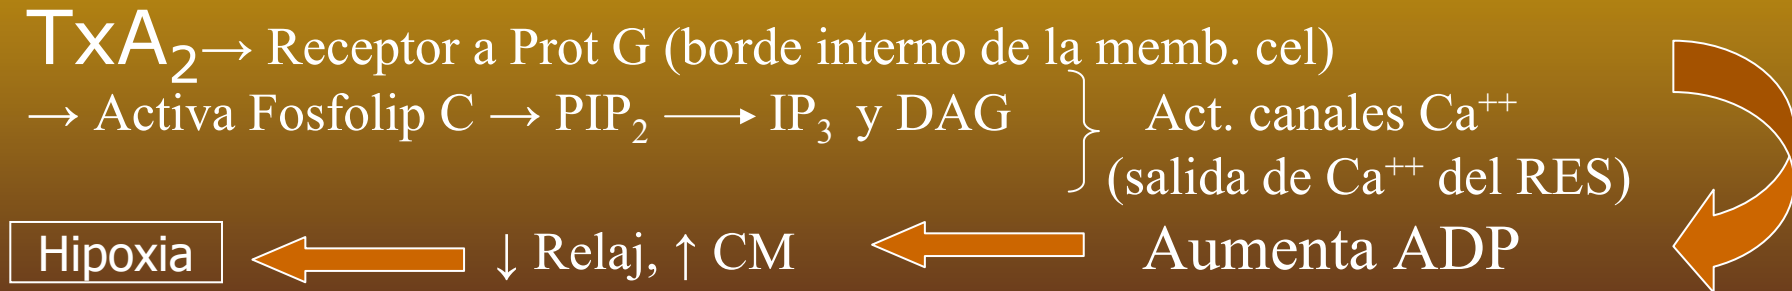 TxA₂→ Receptor a Prot G (borde interno de la memb. cel)
→ Activa Fosfolip C → PIP₂ ⟶ IP₃ y DAG
Act. canales Ca⁺⁺
(salida de Ca⁺⁺ del RES)
Aumenta ADP
↓ Relaj, ↑ CM
Hipoxia